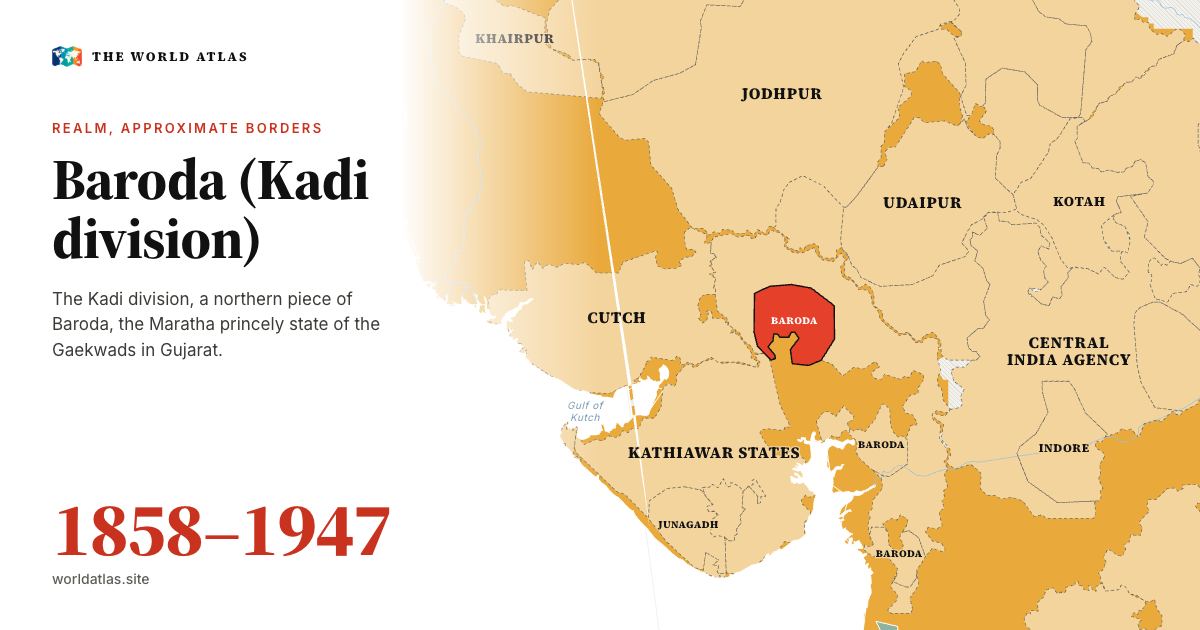 THE WORLD ATLAS
REALM, APPROXIMATE BORDERS
Baroda (Kadi
division)
The Kadi division, a northern piece of
Baroda, the Maratha princely state of the
Gaekwads in Gujarat.
1858–1947
worldatlas.site
KHAIRPUR
JODHPUR
UDAIPUR
KOTAH
CUTCH
BARODA
CENTRAL
INDIA AGENCY
Gulf of
Kutch
KATHIAWAR STATES
BARODA
INDORE
JUNAGADH
BARODA